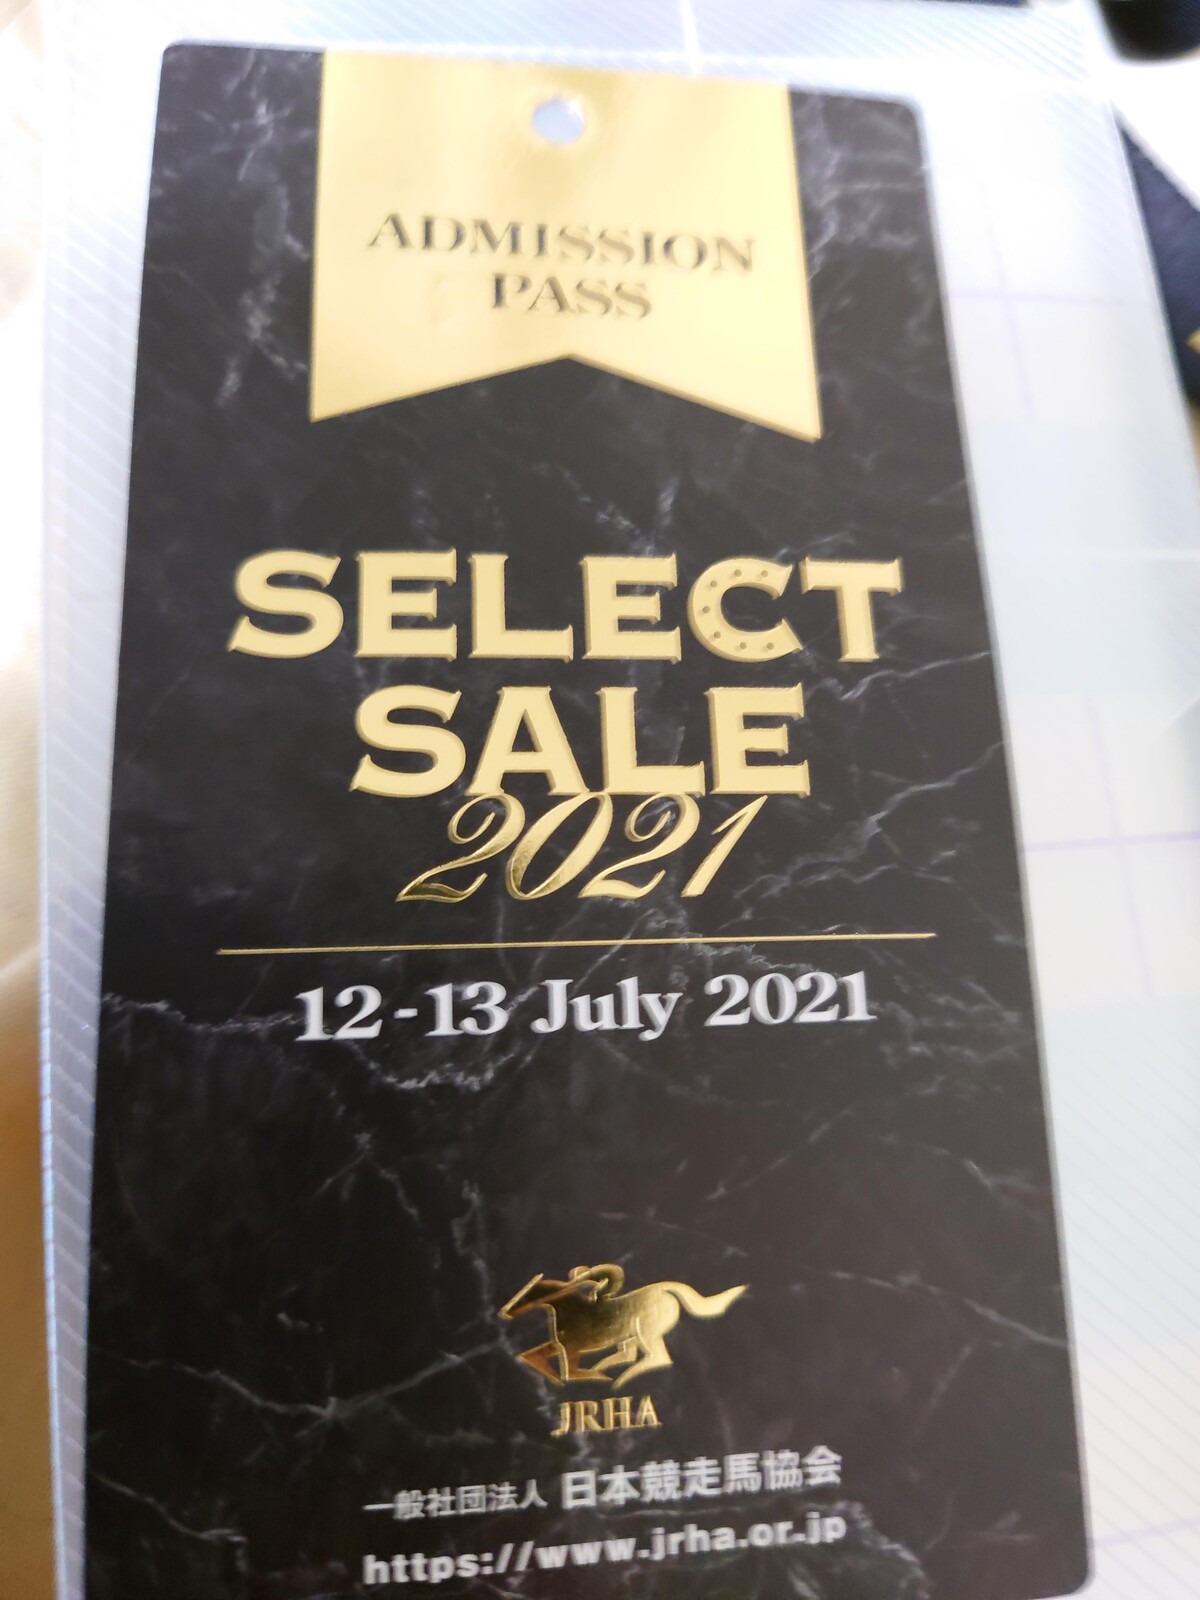 ADMISSION
PASS
SELECT
SALE
2021
12-13 July 2021
JRHA
一般社団法人 日本競走馬協会
https://www.jrha.or.jp